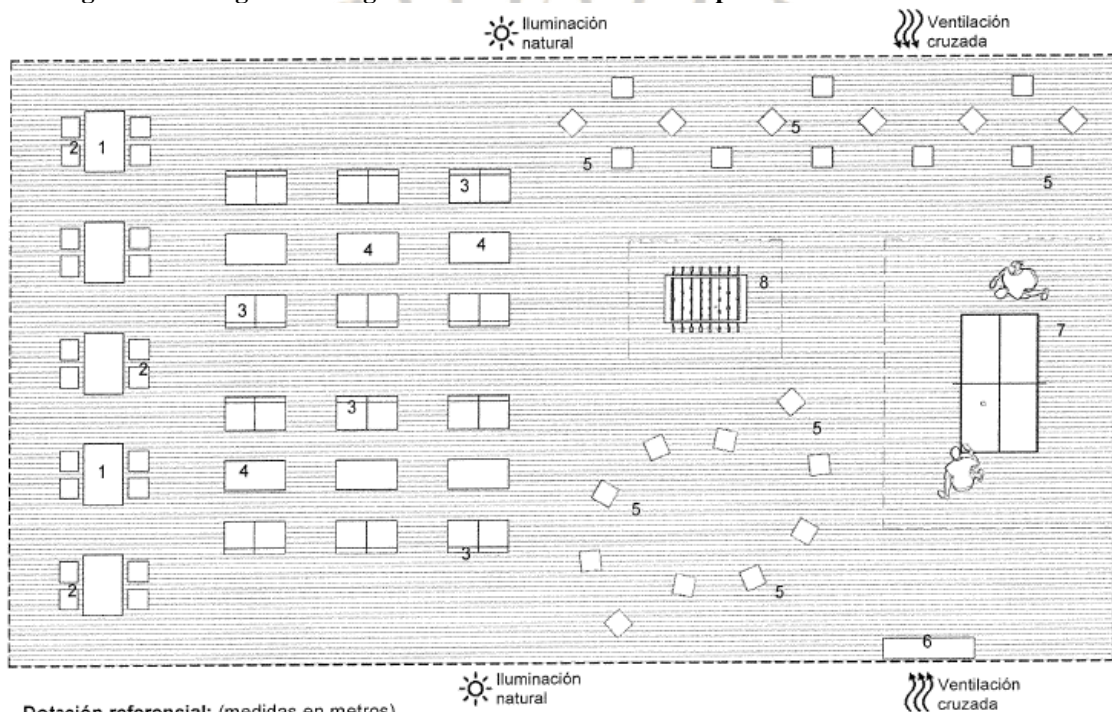 Iluminación
natural
Ventilación
cruzada
5
2
1
5
5
3
4
4
3
8
7
2
3
5
1
4
5
3
5
2
6
Iluminación
natural
Ventilación
cruzada
Dotación referencial: (medidas en metros)